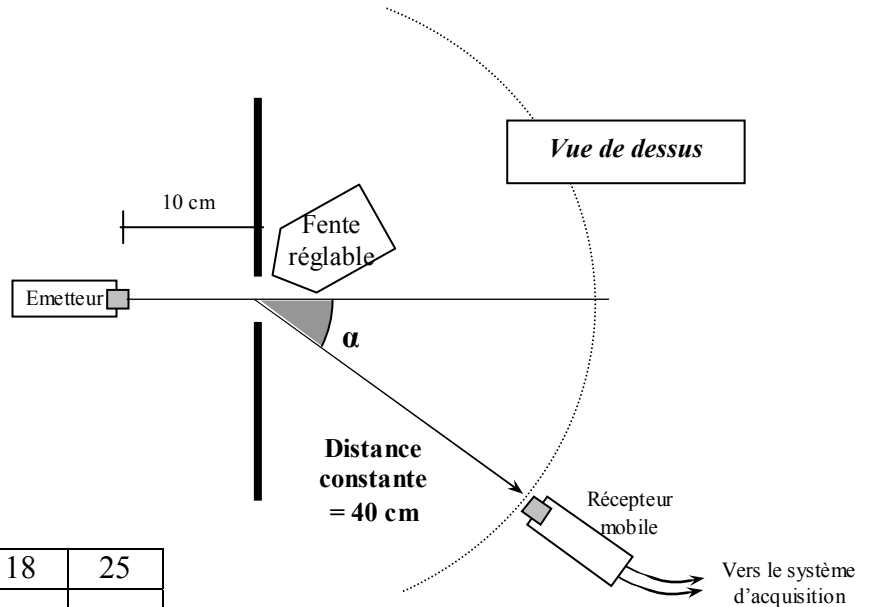 Vue de dessus
10 cm
Fente
réglable
Emetteur
α
Distance
constante
= 40 cm
Récepteur
mobile
18 25
Vers le système
d'acquisition